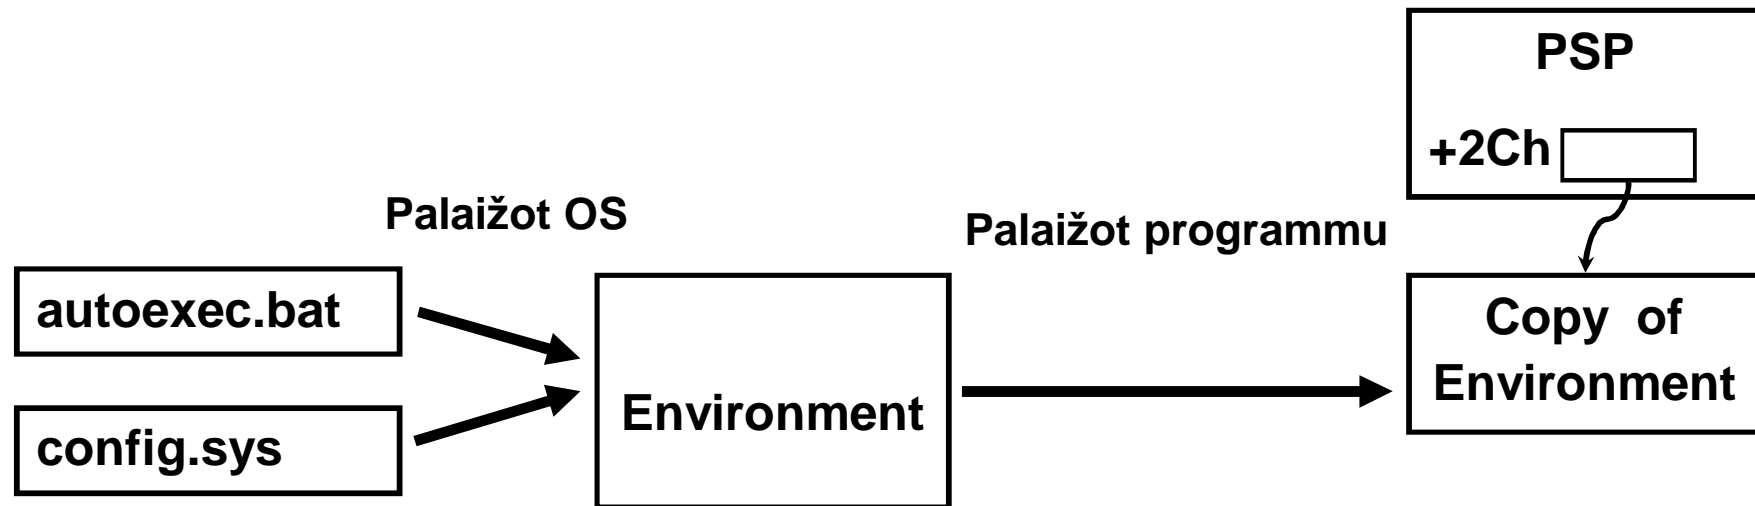 PSP
+2Ch
Palaižot OS
Palaižot programmu
autoexec.bat
config.sys
Environment
Copy of
Environment